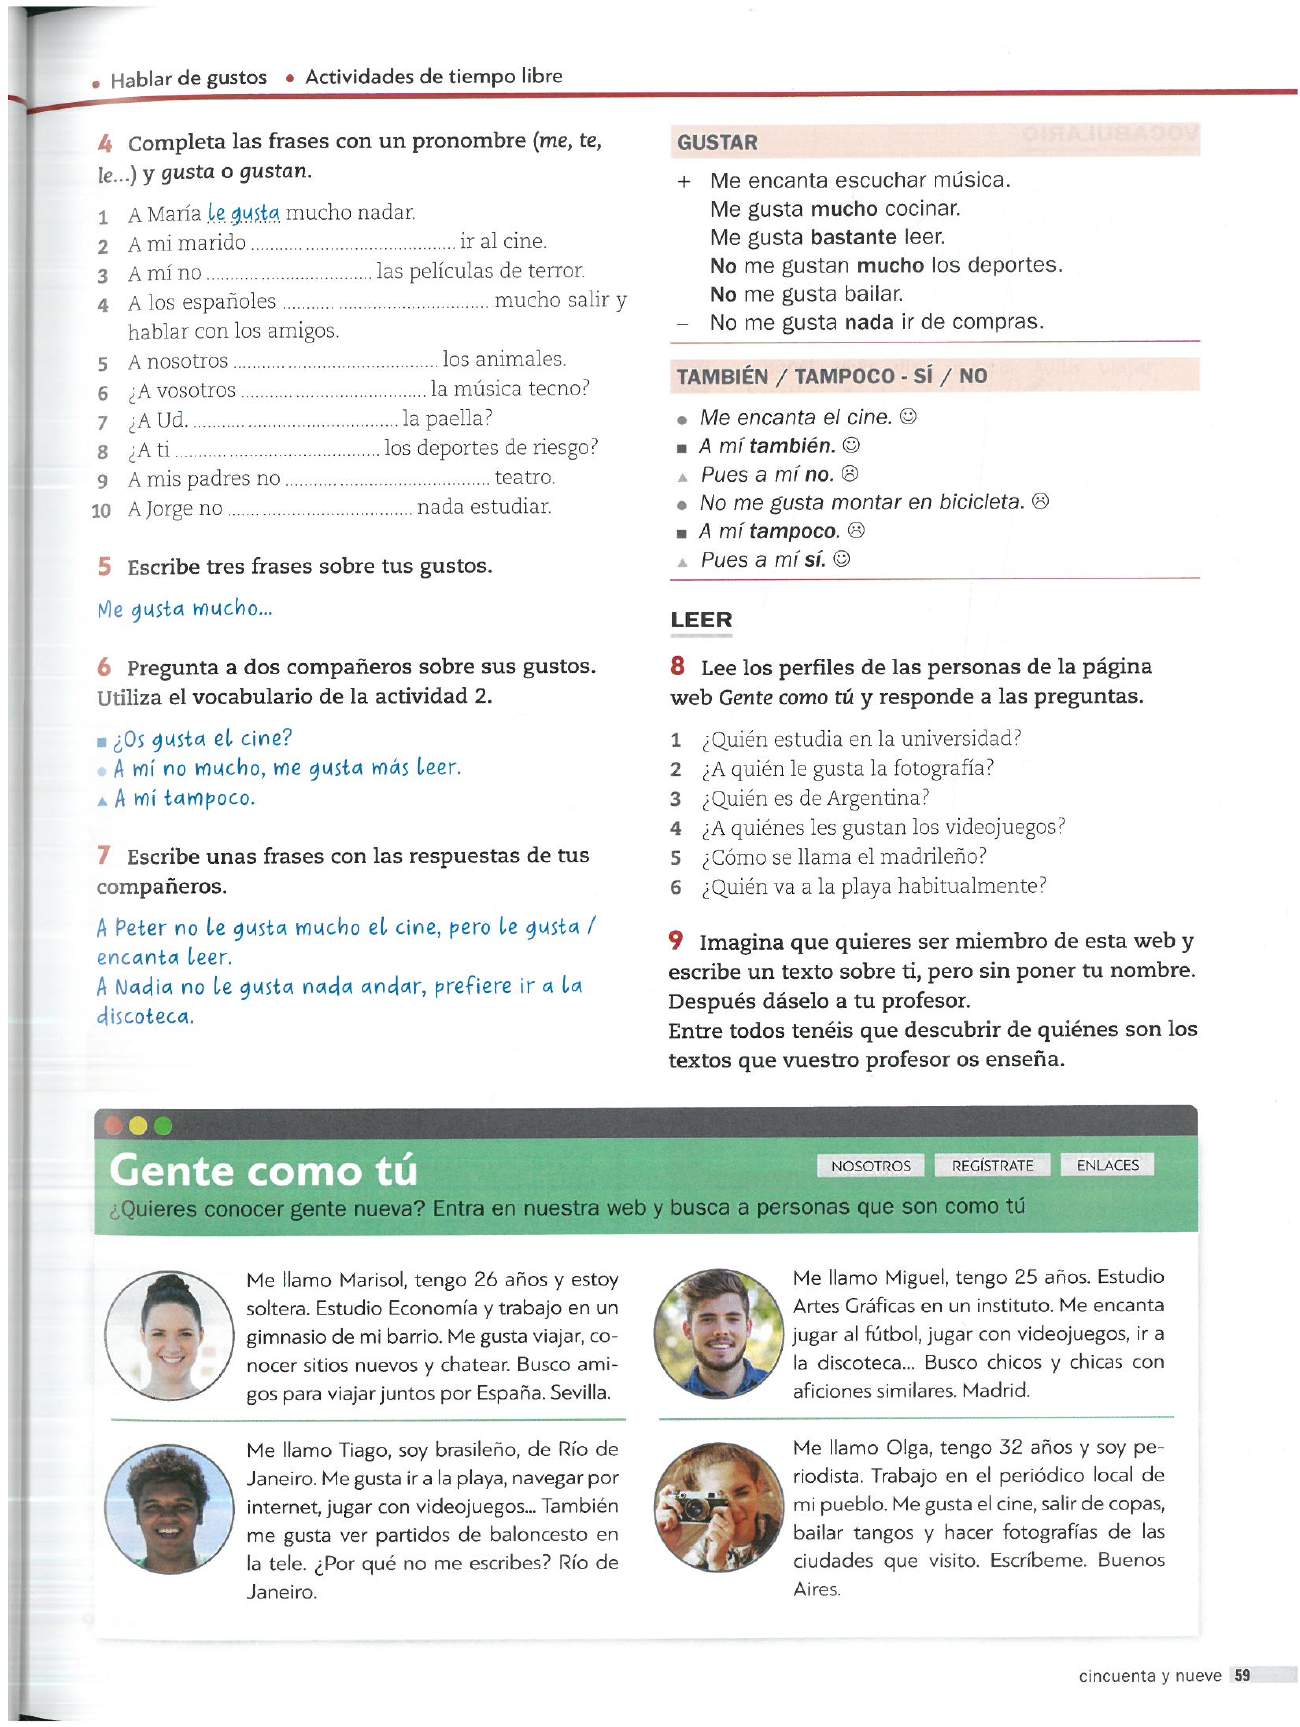 • Hablar de gustos • Actividades de tiempo libre
4 Completa las frases con un pronombre (me, te,
le...) y gusta o gustan.
1 A María le gusta mucho nadar.
2 A mi marido ........................................ ir al cine.
3 A mí no ................................ las películas de terror.
4 A los españoles ........................................ mucho salir y
hablar con los amigos.
5 A nosotros ........................................ los animales.
6 ¿A vosotros .................................... la música tecno?
7 ¿A Ud. ........................................ la paella?
8 ¿A ti ........................................ los deportes de riesgo?
9 A mis padres no ........................................ teatro.
10 A Jorge no .................................... nada estudiar.
5 Escribe tres frases sobre tus gustos.
Me gusta mucho...
6 Pregunta a dos compañeros sobre sus gustos.
Utiliza el vocabulario de la actividad 2.
■ ¿Os gusta el cine?
● A mí no mucho, me gusta más leer.
▲ A mí tampoco.
7 Escribe unas frases con las respuestas de tus
compañeros.
A Peter no le gusta mucho el cine, pero le gusta /
encanta leer.
A Nadia no le gusta nada andar, prefiere ir a la
discoteca.
GUSTAR
+ Me encanta escuchar música.
Me gusta mucho cocinar.
Me gusta bastante leer.
No me gustan mucho los deportes.
No me gusta bailar.
– No me gusta nada ir de compras.
TAMBIÉN / TAMPOCO - SÍ / NO
● Me encanta el cine. ☺
■ A mí también. ☺
▲ Pues a mí no. ☹
● No me gusta montar en bicicleta. ☹
■ A mí tampoco. ☹
▲ Pues a mí sí. ☺
LEER
8 Lee los perfiles de las personas de la página
web Gente como tú y responde a las preguntas.
1 ¿Quién estudia en la universidad?
2 ¿A quién le gusta la fotografía?
3 ¿Quién es de Argentina?
4 ¿A quiénes les gustan los videojuegos?
5 ¿Cómo se llama el madrileño?
6 ¿Quién va a la playa habitualmente?
9 Imagina que quieres ser miembro de esta web y
escribe un texto sobre ti, pero sin poner tu nombre.
Después dáselo a tu profesor.
Entre todos tenéis que descubrir de quiénes son los
textos que vuestro profesor os enseña.
Gente como tú
NOSOTROS REGÍSTRATE ENLACES
¿Quieres conocer gente nueva? Entra en nuestra web y busca a personas que son como tú
Me llamo Marisol, tengo 26 años y estoy
soltera. Estudio Economía y trabajo en un
gimnasio de mi barrio. Me gusta viajar, co-
nocer sitios nuevos y chatear. Busco ami-
gos para viajar juntos por España. Sevilla.
Me llamo Miguel, tengo 25 años. Estudio
Artes Gráficas en un instituto. Me encanta
jugar al fútbol, jugar con videojuegos, ir a
la discoteca... Busco chicos y chicas con
aficiones similares. Madrid.
Me llamo Tiago, soy brasileño, de Río de
Janeiro. Me gusta ir a la playa, navegar por
internet, jugar con videojuegos... También
me gusta ver partidos de baloncesto en
la tele. ¿Por qué no me escribes? Río de
Janeiro.
Me llamo Olga, tengo 32 años y soy pe-
riodista. Trabajo en el periódico local de
mi pueblo. Me gusta el cine, salir de copas,
bailar tangos y hacer fotografías de las
ciudades que visito. Escríbeme. Buenos
Aires.
cincuenta y nueve 59